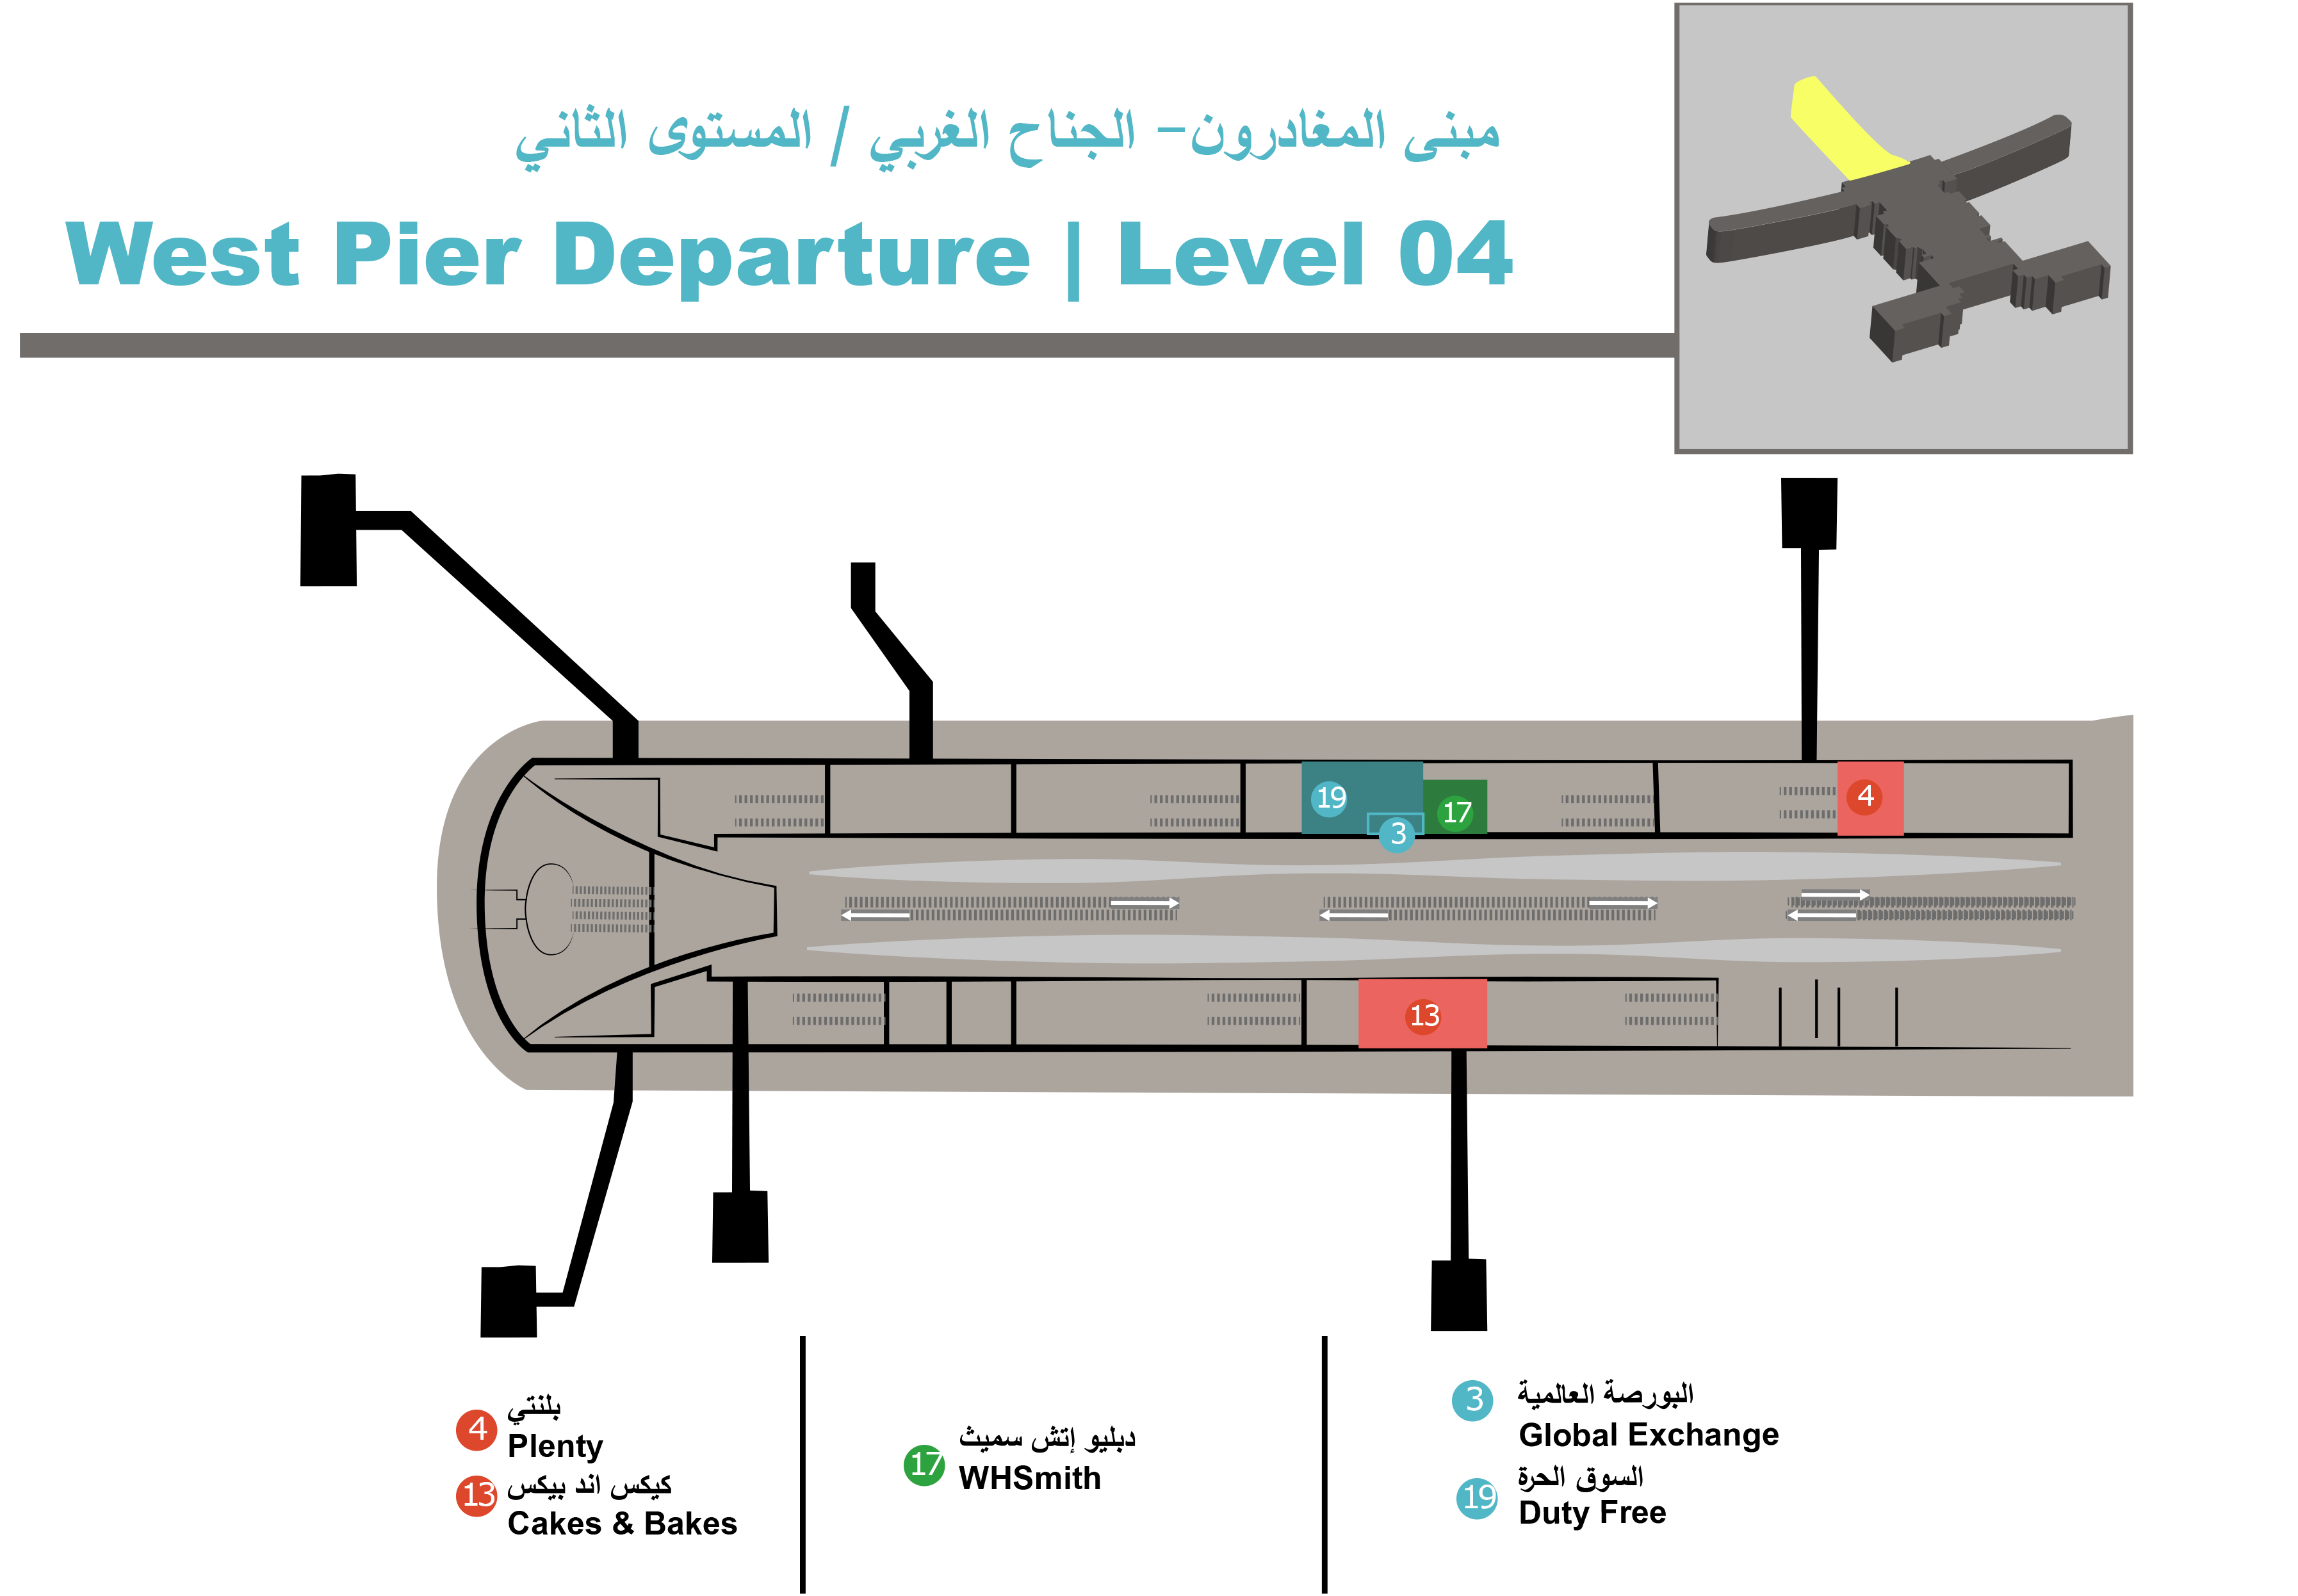 مبنى المغادرون- الجناح الغربي / المستوى الثاني
West Pier Departure | Level 04
19
17
3
4
13
4
بلنتي
Plenty
13
كيكس اند بيكس
Cakes & Bakes
17
دبليو إتش سميث
WHSmith
3
البورصة العالمية
Global Exchange
19
السوق الحرة
Duty Free